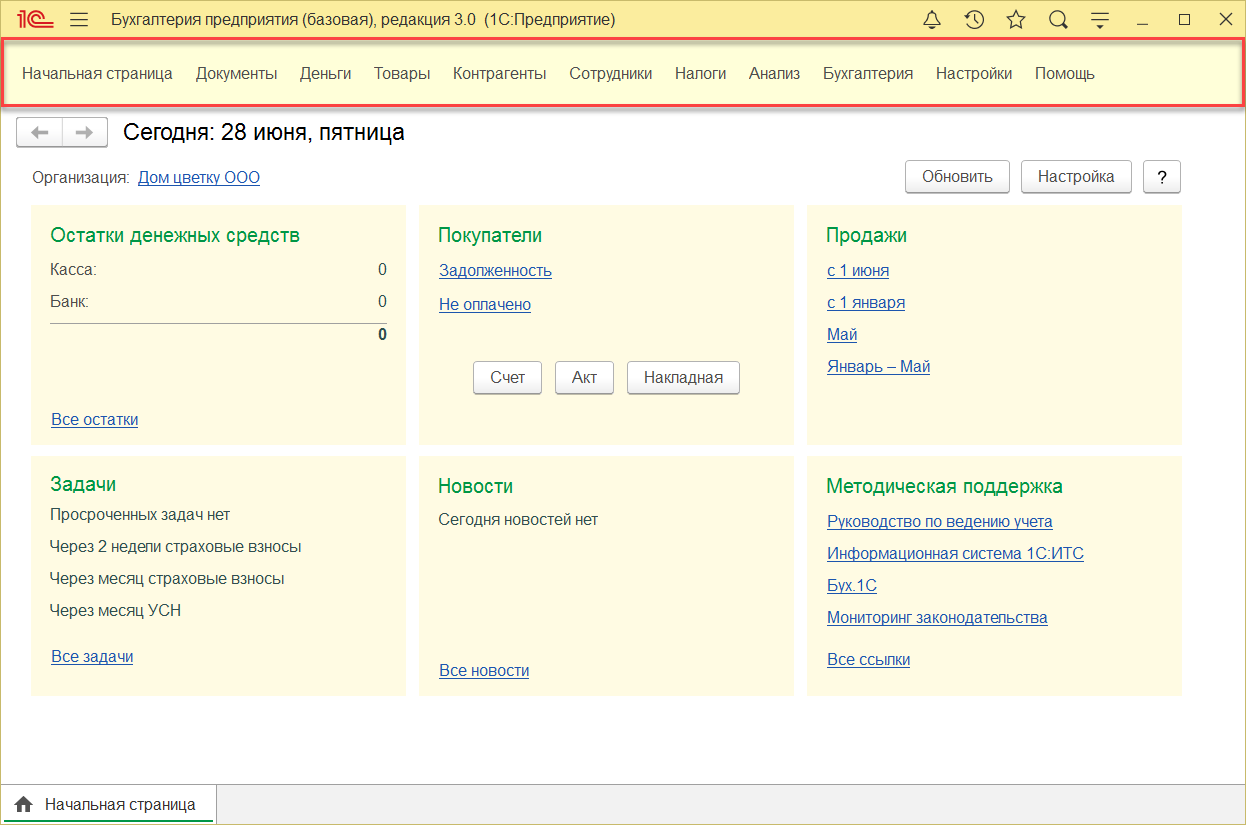 1С Бухгалтерия предприятия (базовая), редакция 3.0 (1С:Предприятие)
Начальная страница Документы Деньги Товары Контрагенты Сотрудники Налоги Анализ Бухгалтерия Настройки Помощь
Сегодня: 28 июня, пятница
Организация: Дом цветку ООО Обновить Настройка ?
Остатки денежных средств
Касса: 0
Банк: 0
0
Все остатки
Покупатели
Задолженность
Не оплачено
Счет Акт Накладная
Продажи
с 1 июня
с 1 января
Май
Январь – Май
Задачи
Просроченных задач нет
Через 2 недели страховые взносы
Через месяц страховые взносы
Через месяц УСН
Все задачи
Новости
Сегодня новостей нет
Все новости
Методическая поддержка
Руководство по ведению учета
Информационная система 1С:ИТС
Бух.1С
Мониторинг законодательства
Все ссылки
Начальная страница